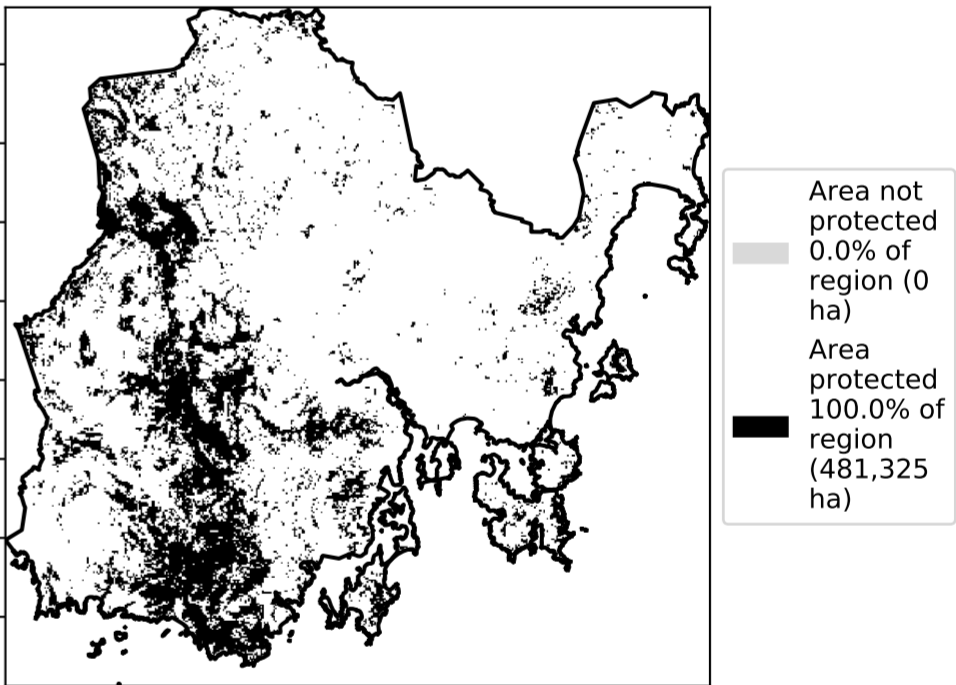 Area not
protected
0.0% of
region (0
ha)
Area
protected
100.0% of
region
(481,325
ha)